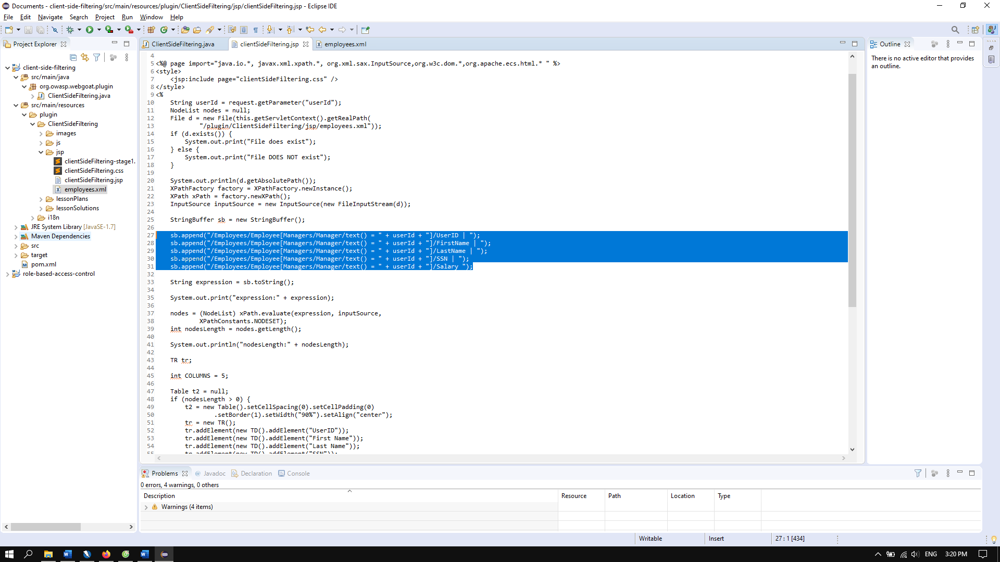 Documents - client-side-filtering/src/main/resources/plugin/ClientSideFiltering/jsp/clientSideFiltering.jsp - Eclipse IDE
File Edit Navigate Search Project Run Window Help
Project Explorer
client-side-filtering
src/main/java
org.owasp.webgoat.plugin
ClientSideFiltering.java
src/main/resources
plugin
ClientSideFiltering
images
js
jsp
clientSideFiltering-stage1.
clientSideFiltering.css
clientSideFiltering.jsp
employees.xml
lessonPlans
lessonSolutions
i18n
JRE System Library [JavaSE-1.7]
Maven Dependencies
src
target
pom.xml
role-based-access-control
ClientSideFiltering.java clientSideFiltering.jsp employees.xml
4
5 <%@ page import="java.io.*, javax.xml.xpath.*, org.xml.sax.InputSource,org.w3c.dom.*,org.apache.ecs.html.* " %>
6 <style>
7 <jsp:include page="clientSideFiltering.css" />
8 </style>
9 <%
10 String userId = request.getParameter("userId");
11 NodeList nodes = null;
12 File d = new File(this.getServletContext().getRealPath(
13 "/plugin/ClientSideFiltering/jsp/employees.xml"));
14 if (d.exists()) {
15 System.out.print("File does exist");
16 } else {
17 System.out.print("File DOES NOT exist");
18 }
19
20 System.out.println(d.getAbsolutePath());
21 XPathFactory factory = XPathFactory.newInstance();
22 XPath xPath = factory.newXPath();
23 InputSource inputSource = new InputSource(new FileInputStream(d));
24
25 StringBuffer sb = new StringBuffer();
26
27 sb.append("/Employees/Employee[Managers/Manager/text() = " + userId + "]/UserID | ");
28 sb.append("/Employees/Employee[Managers/Manager/text() = " + userId + "]/FirstName | ");
29 sb.append("/Employees/Employee[Managers/Manager/text() = " + userId + "]/LastName | ");
30 sb.append("/Employees/Employee[Managers/Manager/text() = " + userId + "]/SSN | ");
31 sb.append("/Employees/Employee[Managers/Manager/text() = " + userId + "]/Salary ");
32
33 String expression = sb.toString();
34
35 System.out.print("expression:" + expression);
36
37 nodes = (NodeList) xPath.evaluate(expression, inputSource,
38 XPathConstants.NODESET);
39 int nodesLength = nodes.getLength();
40
41 System.out.println("nodesLength:" + nodesLength);
42
43 TR tr;
44
45 int COLUMNS = 5;
46
47 Table t2 = null;
48 if (nodesLength > 0) {
49 t2 = new Table().setCellSpacing(0).setCellPadding(0)
50 .setBorder(1).setWidth("90%").setAlign("center");
51 tr = new TR();
52 tr.addElement(new TD().addElement("UserID"));
53 tr.addElement(new TD().addElement("First Name"));
54 tr.addElement(new TD().addElement("Last Name"));
55 tr.addElement(new TD().addElement("SSN"));
Outline
There is no active editor that provides
an outline.
Problems Javadoc Declaration Console
0 errors, 4 warnings, 0 others
Description Resource Path Location Type
Warnings (4 items)
Writable Insert 27 : 1 [434]
ENG 3:20 PM